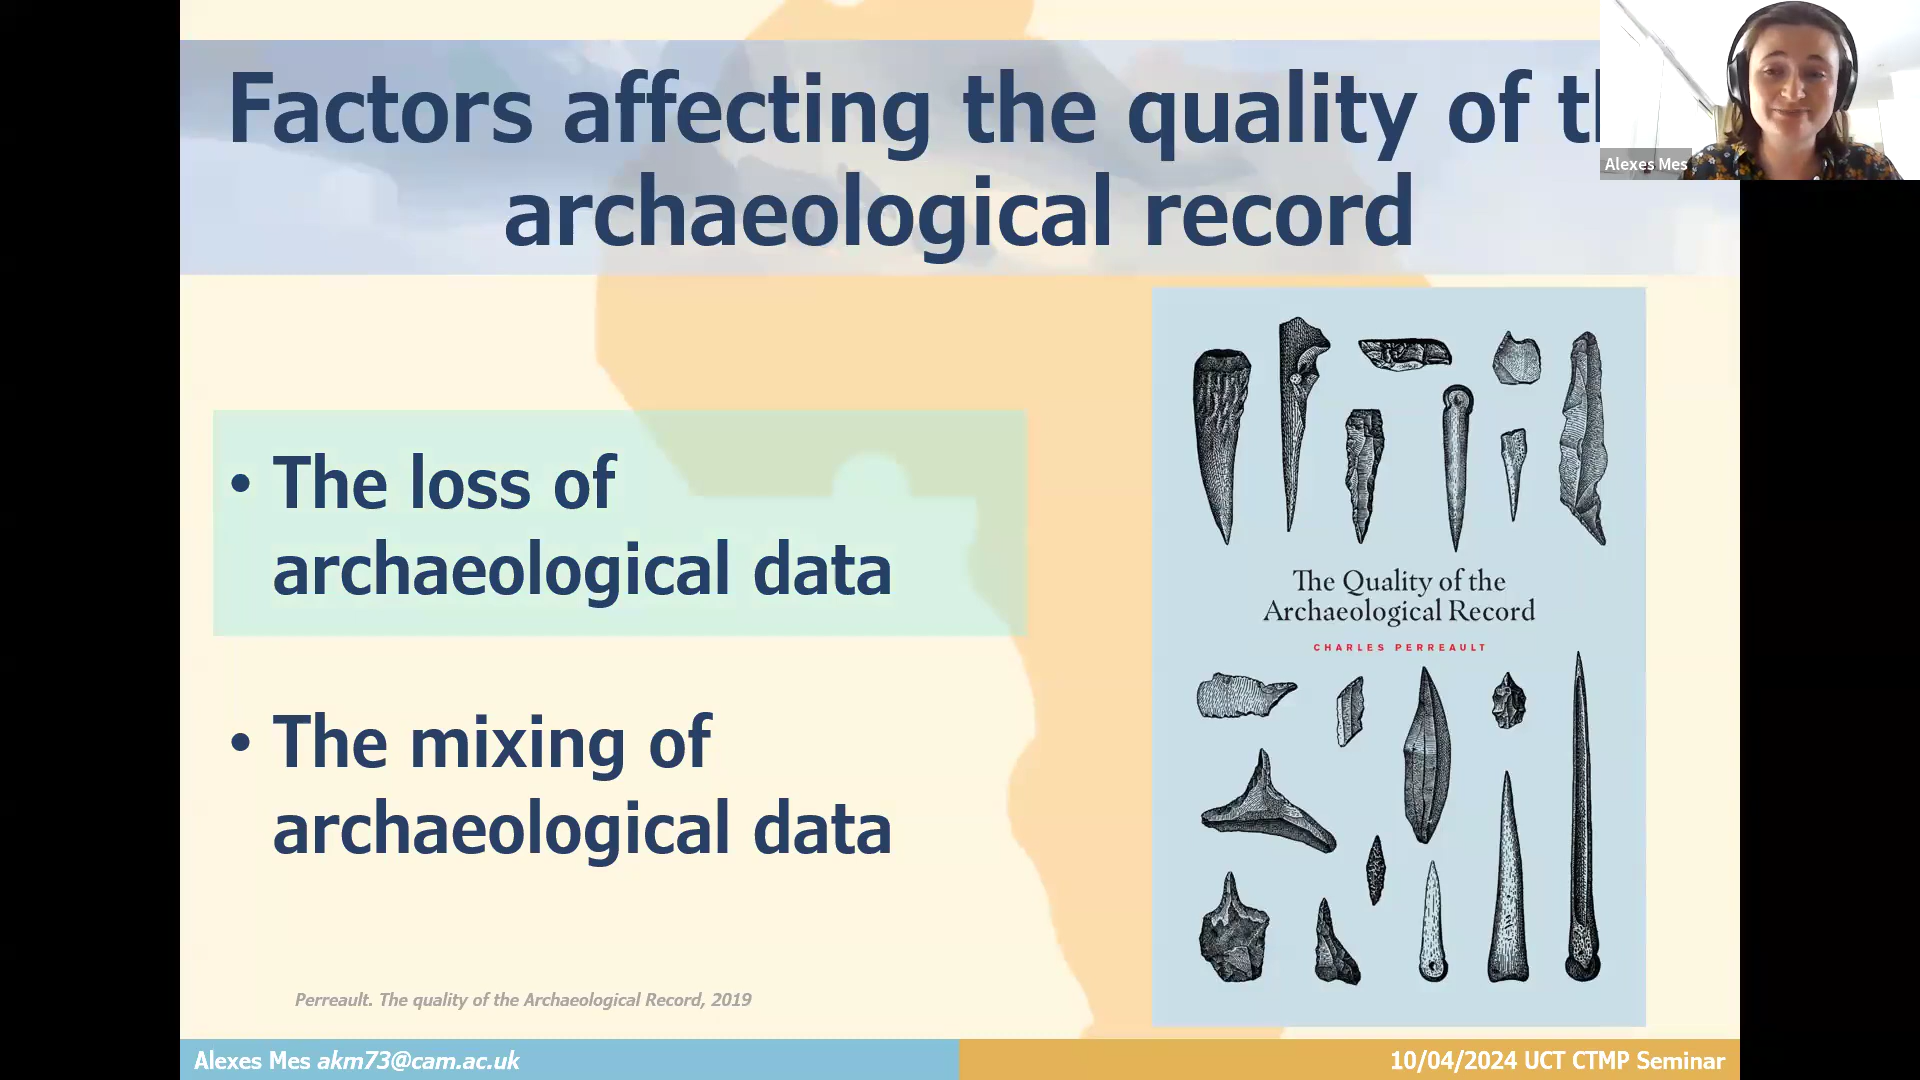 Factors affecting the quality of
archaeological record
Alexes Mes
• The loss of
archaeological data
• The mixing of
archaeological data
The Quality of the
Archaeological Record
CHARLES PERREAULT
Perreault. The quality of the Archaeological Record, 2019
Alexes Mes akm73@cam.ac.uk
10/04/2024 UCT CTMP Seminar